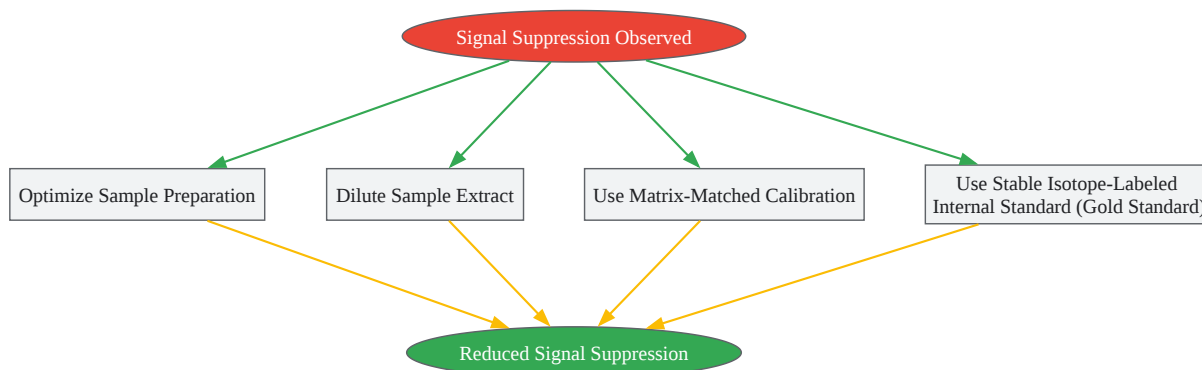 Signal Suppression Observed
Optimize Sample Preparation
Dilute Sample Extract
Use Matrix-Matched Calibration
Use Stable Isotope-Labeled
Internal Standard (Gold Standard)
Reduced Signal Suppression